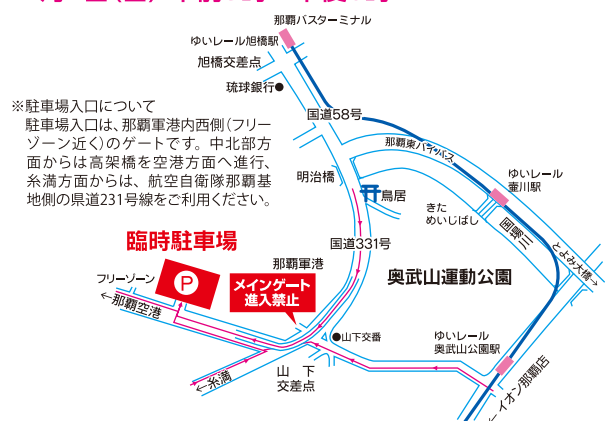 那覇バスターミナル
ゆいレール旭橋駅
旭橋交差点
琉球銀行
国道58号
※駐車場入口について
駐車場入口は、那覇軍港内西側(フリー
ゾーン近く)のゲートです。中北部方
面からは高架橋を空港方面へ進行、
糸満方面からは、航空自衛隊那覇基
地側の県道231号線をご利用ください。
那覇東バイパス
明治橋
鳥居
ゆいレール
壷川駅
きた
めいじばし
国場川
とよみ大橋→
臨時駐車場
国道331号
那覇軍港
奥武山運動公園
フリーゾーン
P
メインゲート
進入禁止
←那覇空港
山下交番
ゆいレール
奥武山公園駅
山下
交差点
←糸満
←イオン那覇店